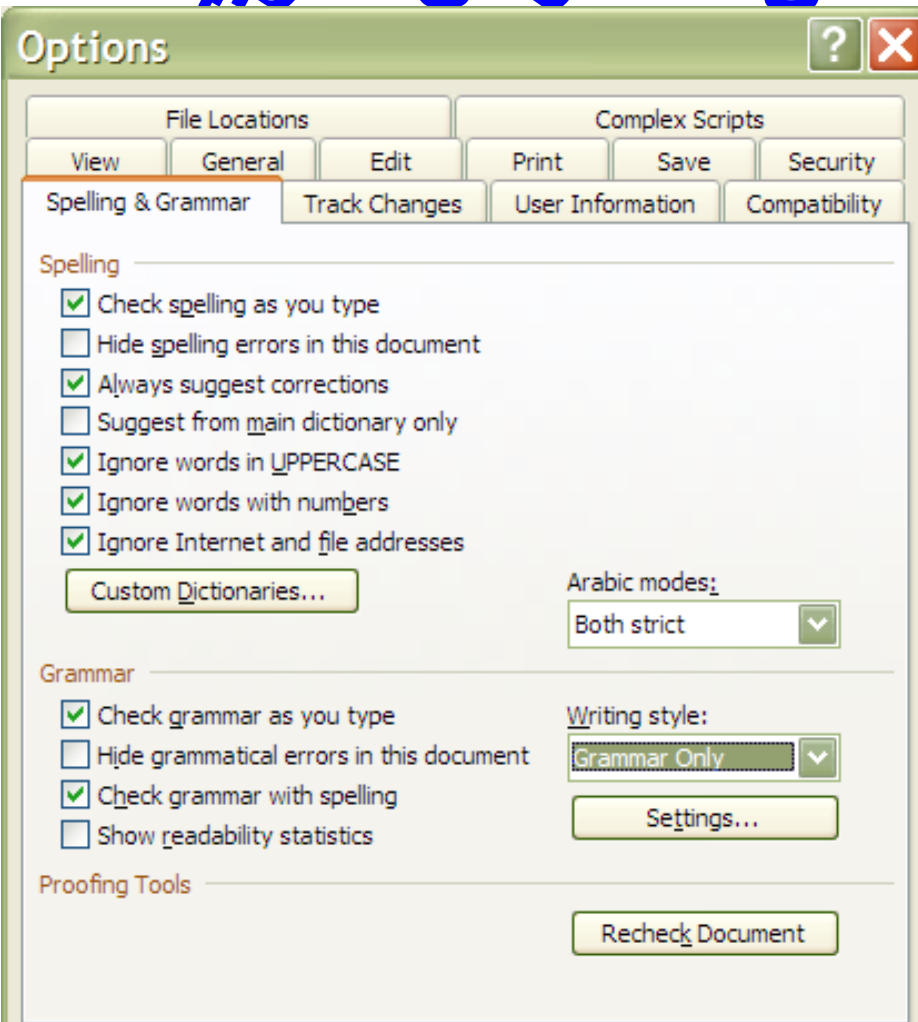 Options
File Locations Complex Scripts
View General Edit Print Save Security
Spelling & Grammar Track Changes User Information Compatibility
Spelling
Check spelling as you type
Hide spelling errors in this document
Always suggest corrections
Suggest from main dictionary only
Ignore words in UPPERCASE
Ignore words with numbers
Ignore Internet and file addresses
Custom Dictionaries... Arabic modes:
Both strict
Grammar
Check grammar as you type Writing style:
Hide grammatical errors in this document Grammar Only
Check grammar with spelling
Show readability statistics Settings...
Proofing Tools
Recheck Document